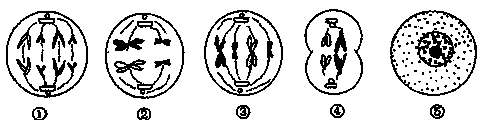 ① ② ③ ④ ⑤